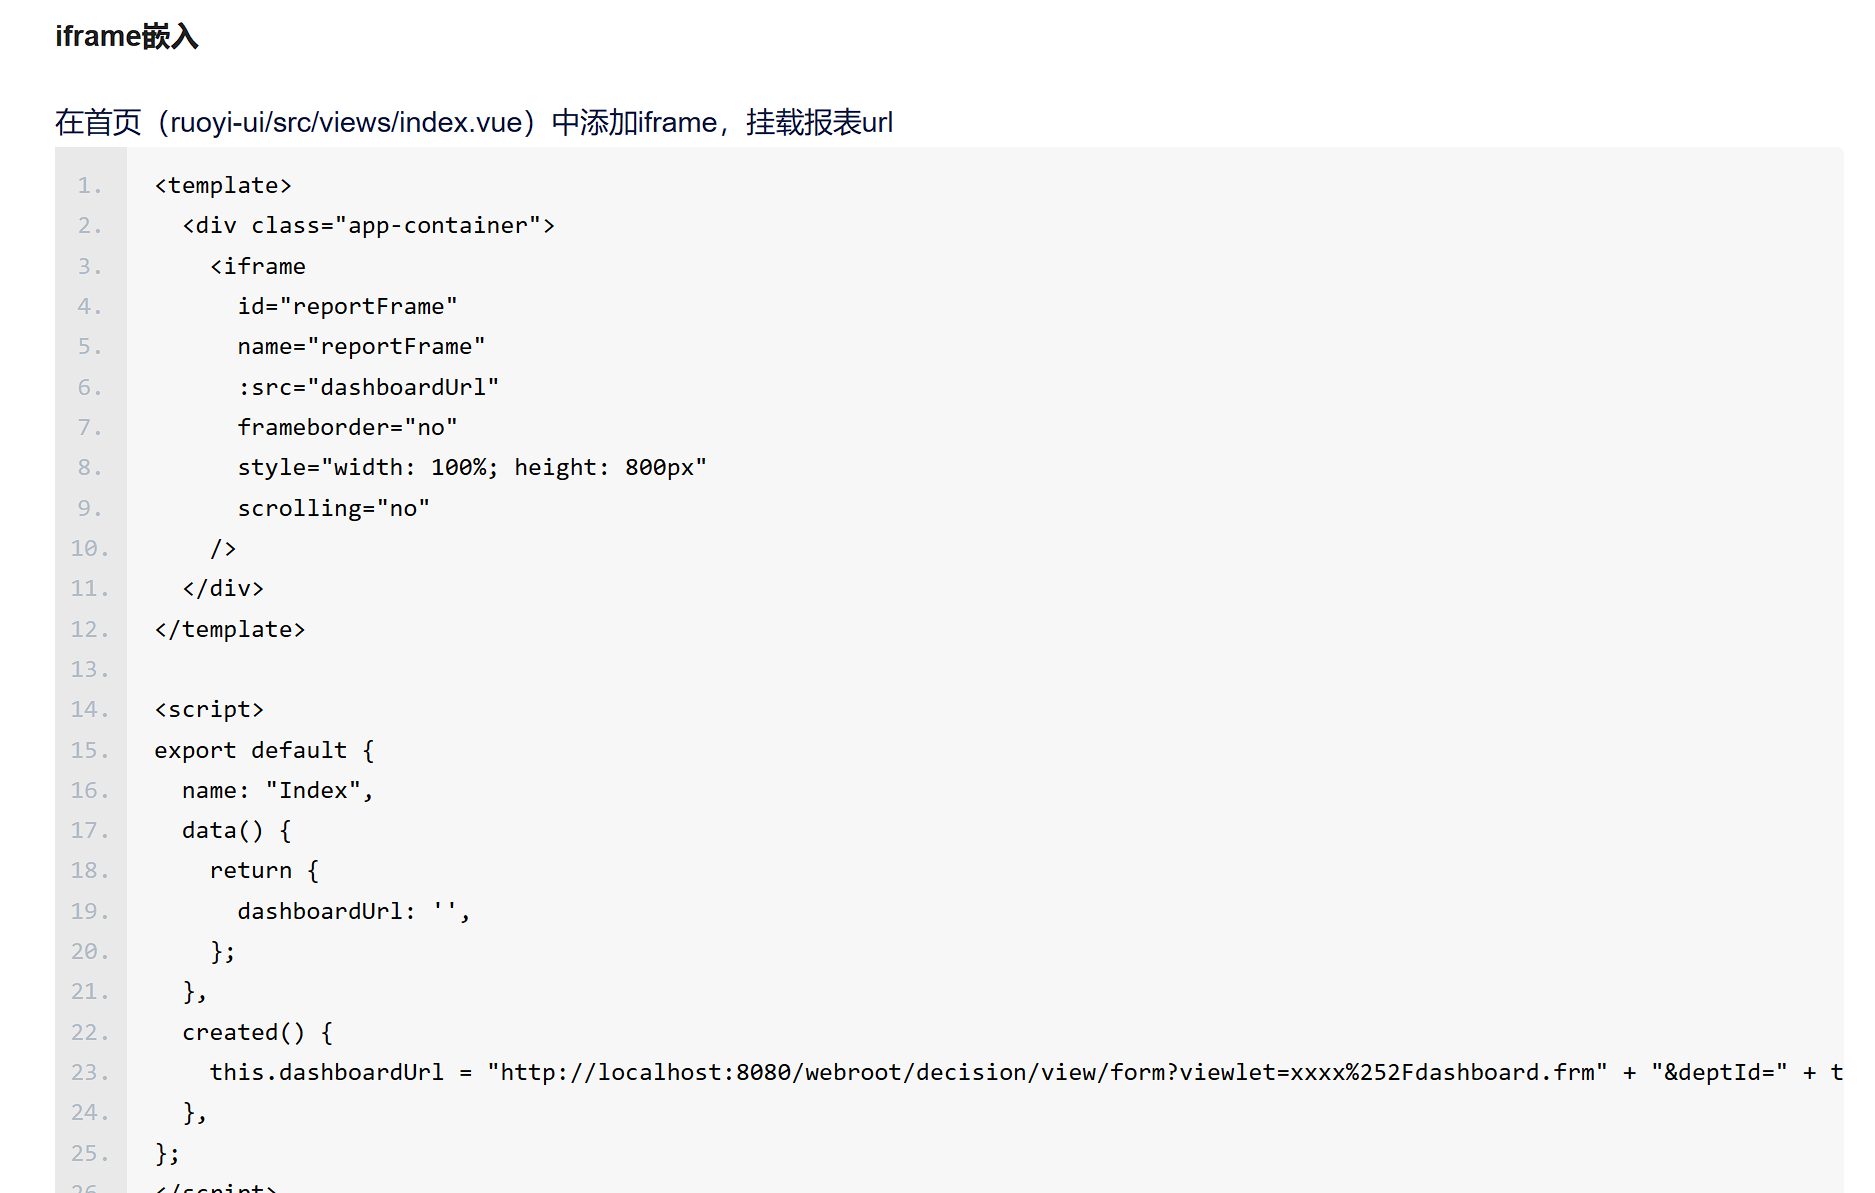 iframe嵌入
在首页（ruoyi-ui/src/views/index.vue）中添加iframe，挂载报表url
1. <template>
2.   <div class="app-container">
3.     <iframe
4.       id="reportFrame"
5.       name="reportFrame"
6.       :src="dashboardUrl"
7.       frameborder="no"
8.       style="width: 100%; height: 800px"
9.       scrolling="no"
10.     />
11.   </div>
12. </template>
13.
14. <script>
15. export default {
16.   name: "Index",
17.   data() {
18.     return {
19.       dashboardUrl: '',
20.     };
21.   },
22.   created() {
23.     this.dashboardUrl = "http://localhost:8080/webroot/decision/view/form?viewlet=xxxx%252Fdashboard.frm" + "&deptId=" + t
24.   },
25. };
26. </script>